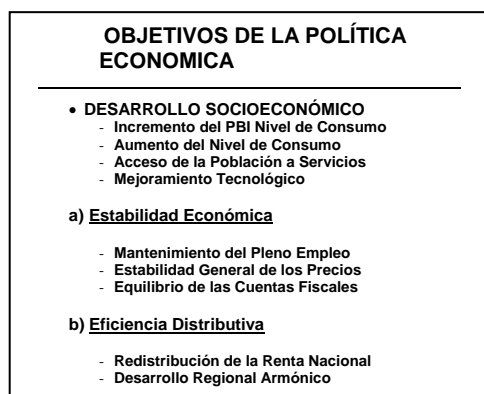 OBJETIVOS DE LA POLÍTICA
ECONOMICA
• DESARROLLO SOCIOECONÓMICO
- Incremento del PBI Nivel de Consumo
- Aumento del Nivel de Consumo
- Acceso de la Población a Servicios
- Mejoramiento Tecnológico
a) Estabilidad Económica
- Mantenimiento del Pleno Empleo
- Estabilidad General de los Precios
- Equilibrio de las Cuentas Fiscales
b) Eficiencia Distributiva
- Redistribución de la Renta Nacional
- Desarrollo Regional Armónico